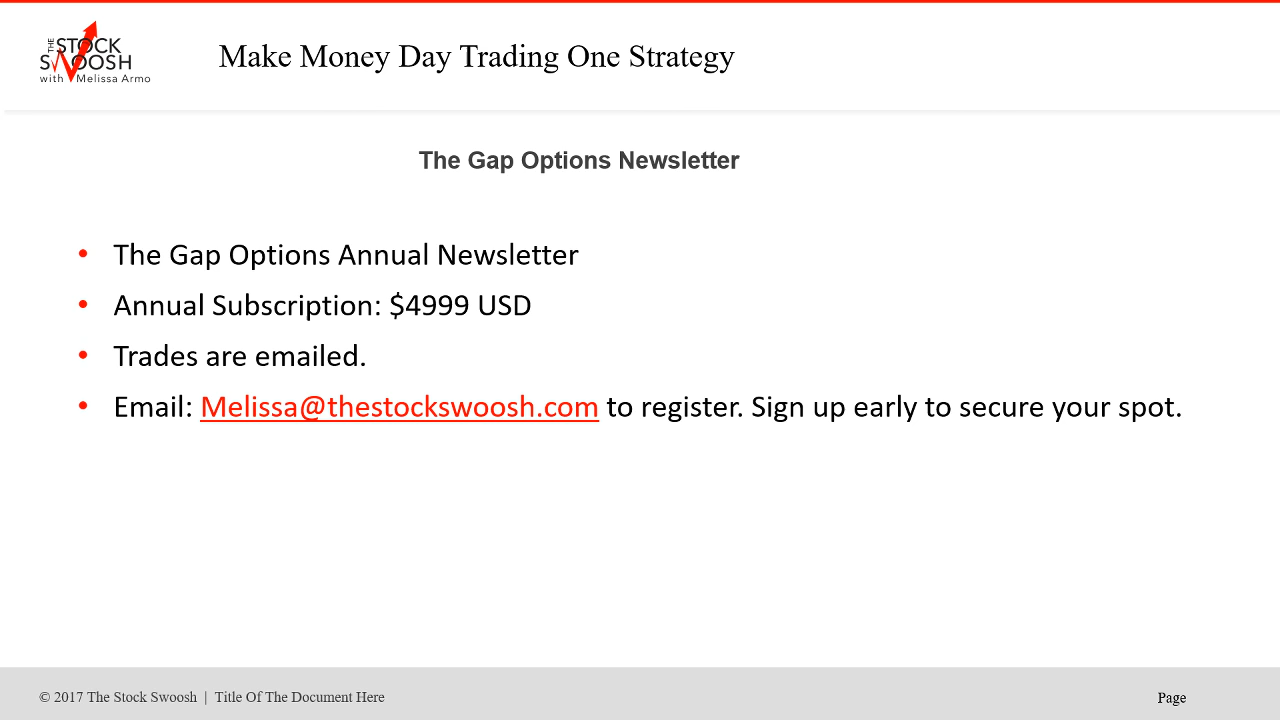 THE STOCK
SWOOSH
with Melissa Armo
Make Money Day Trading One Strategy
The Gap Options Newsletter
• The Gap Options Annual Newsletter
• Annual Subscription: $4999 USD
• Trades are emailed.
• Email: Melissa@thestockswoosh.com to register. Sign up early to secure your spot.
© 2017 The Stock Swoosh | Title Of The Document Here
Page